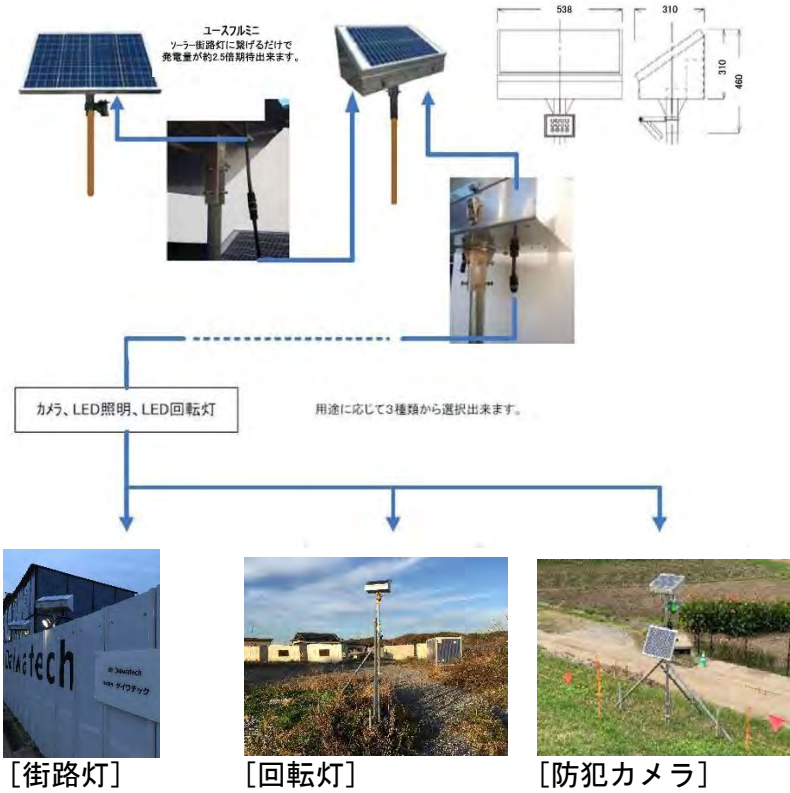 ユースフルミニ
ソーラー街路灯に繋げるだけで
発電量が約2.5倍期待出来ます。
538
310
310
460
カメラ、LED照明、LED回転灯
用途に応じて3種類から選択出来ます。
Daiwatech
Daiwatech
ダイワテック
[街路灯]
[回転灯]
[防犯カメラ]